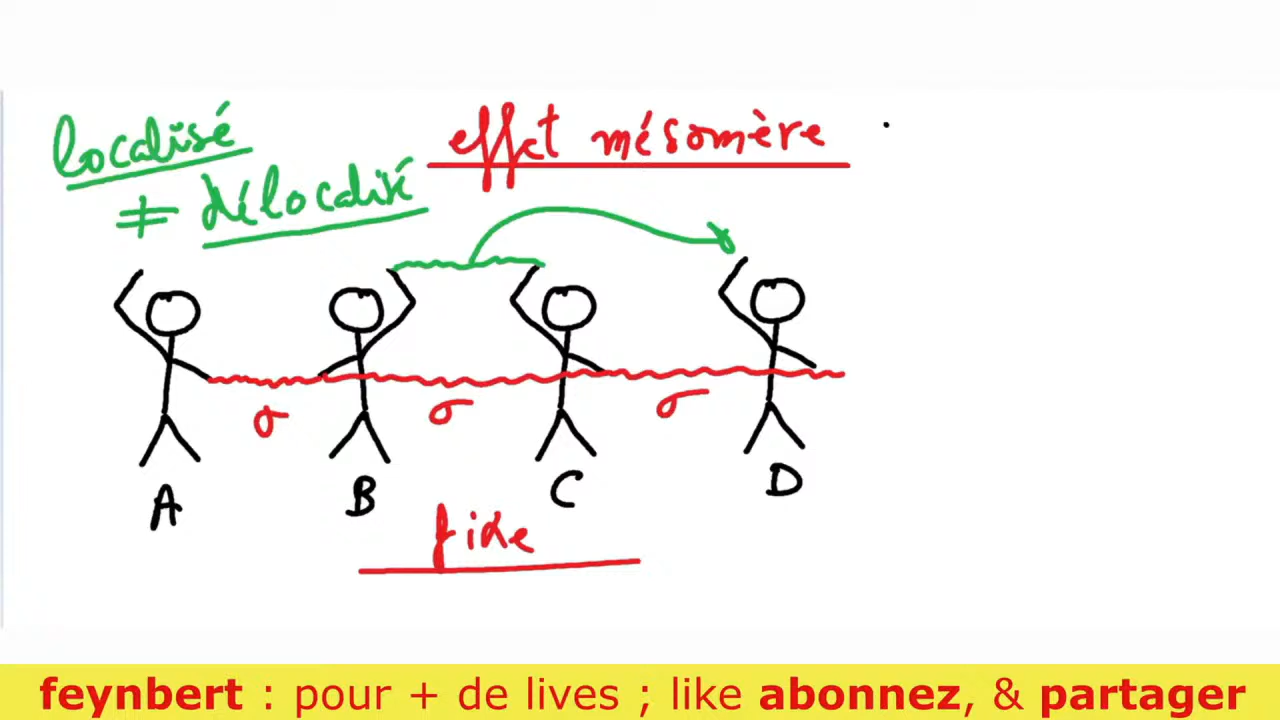 localisé
effet mésomère
≠ délocalisé
σ σ σ
A B C D
fixe
feynbert : pour + de lives ; like abonnez, & partager